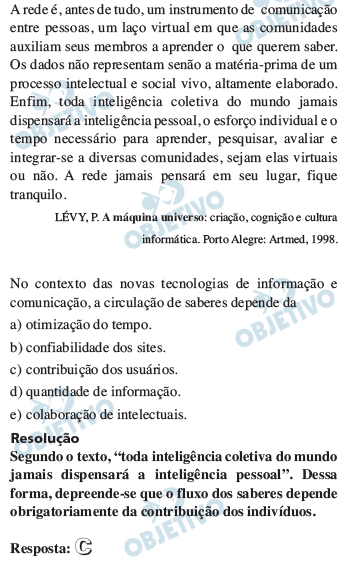 A rede é, antes de tudo, um instrumento de comunicação
entre pessoas, um laço virtual em que as comunidades
auxiliam seus membros a aprender o que querem saber.
Os dados não representam senão a matéria-prima de um
processo intelectual e social vivo, altamente elaborado.
Enfim, toda inteligência coletiva do mundo jamais
dispensará a inteligência pessoal, o esforço individual e o
tempo necessário para aprender, pesquisar, avaliar e
integrar-se a diversas comunidades, sejam elas virtuais
ou não. A rede jamais pensará em seu lugar, fique
tranquilo.
LÉVY, P. A máquina universo: criação, cognição e cultura
informática. Porto Alegre: Artmed, 1998.
No contexto das novas tecnologias de informação e
comunicação, a circulação de saberes depende da
a) otimização do tempo.
b) confiabilidade dos sites.
c) contribuição dos usuários.
d) quantidade de informação.
e) colaboração de intelectuais.
Resolução
Segundo o texto, “toda inteligência coletiva do mundo
jamais dispensará a inteligência pessoal”. Dessa
forma, depreende-se que o fluxo dos saberes depende
obrigatoriamente da contribuição dos indivíduos.
Resposta: C
OBJETIVO
OBJETIVO
OBJETIVO
OBJETIVO
OBJETIVO
OBJETIVO